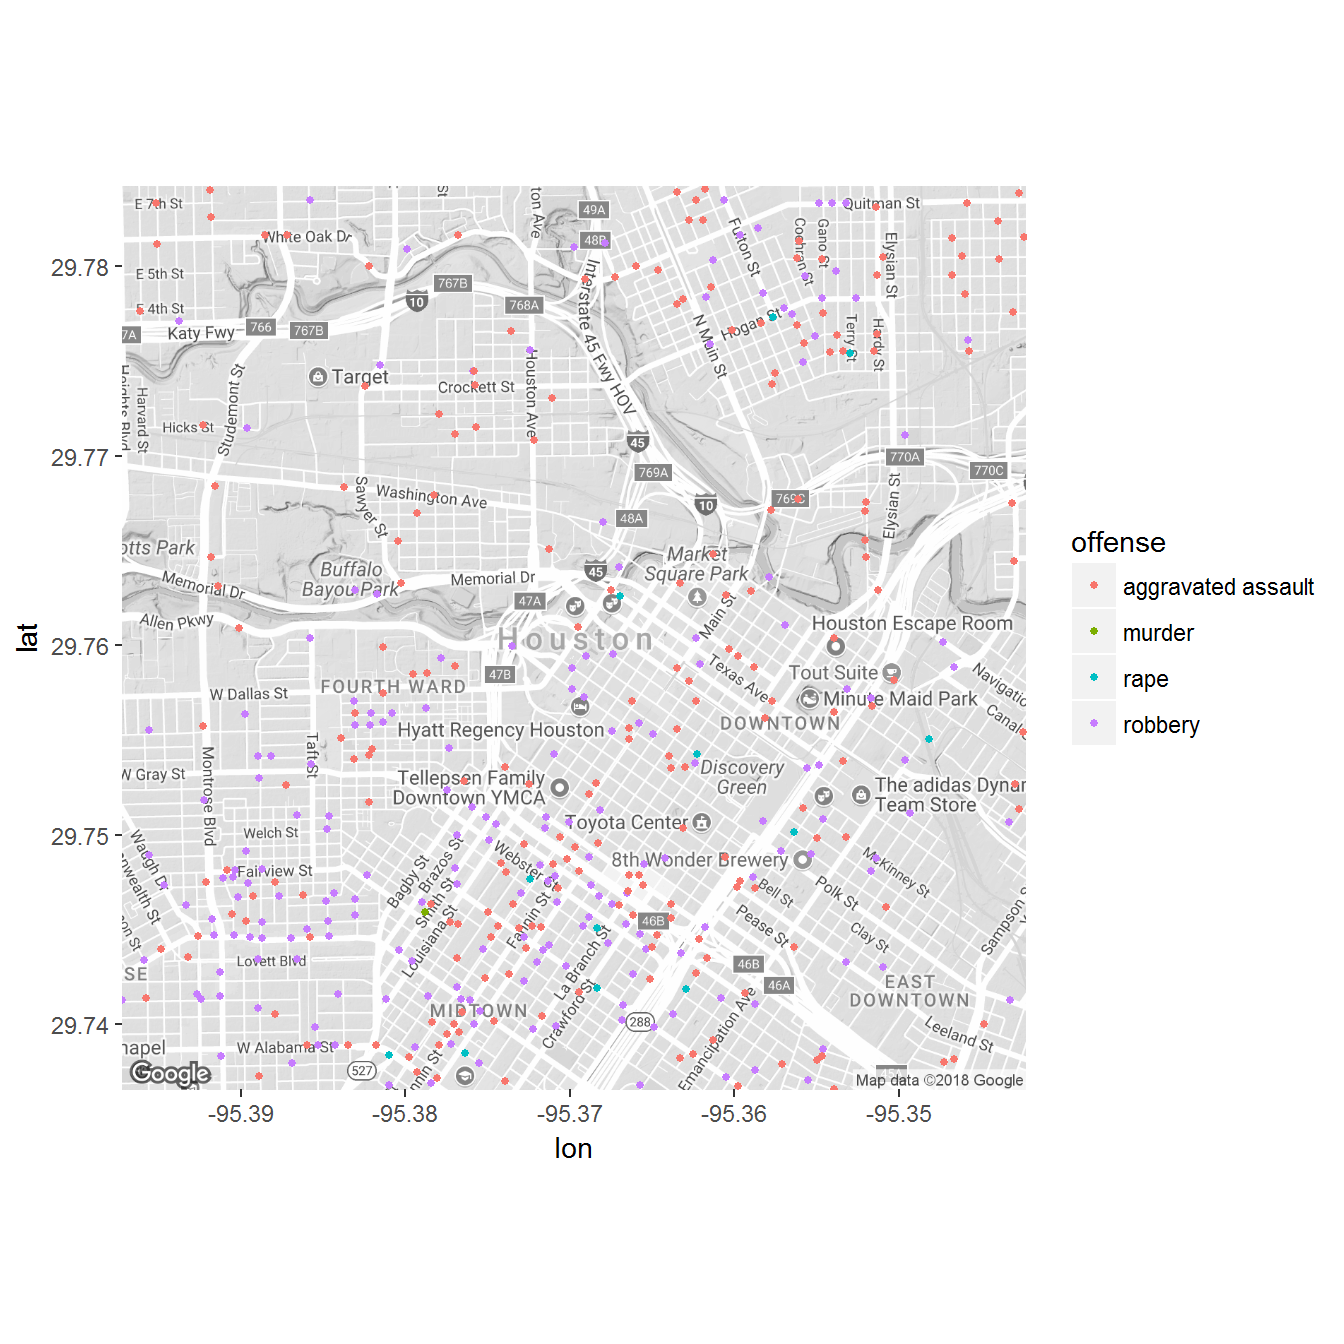 49A
Quitman St
E 7th St
White Oak Dr
48B
Fulton St
Cochran St
Gano St
Elysian St
29.78
E 5th St
767B
10
768A
Interstate 45 Fwy HOV
E 4th St
7A
Katy Fwy
766
767B
N Main St
Hogan St
Terry St
Hardy St
Target
Crockett St
Houston Ave
Harvard St
Studemont St
Hicks St
29.77
45
769A
770A
770C
Sawyer St
Washington Ave
10
Elysian St
48A
otts Park
Market
Square Park
Buffalo
Bayou Park
45
Memorial Dr
Memorial Dr
47A
Allen Pkwy
Main St
Houston Escape Room
29.76
Houston
47B
Texas Ave
Tout Suite
FOURTH WARD
W Dallas St
Minute Maid Park
DOWNTOWN
Hyatt Regency Houston
Taft St
Montrose Blvd
W Gray St
Tellepsen Family
Downtown YMCA
Discovery
Green
The adidas Dynar
Team Store
Toyota Center
29.75
Welch St
Waugh Dr
8th Wonder Brewery
McKinney St
Fairview St
Bagby St
Brazos St
Smith St
Louisiana St
Webster St
Fannin St
Bell St
Polk St
Pease St
Clay St
46B
Sampson
Lovett Blvd
La Branch St
Crawford St
46B
46A
EAST
DOWNTOWN
29.74
MIDTOWN
288
Emancipation Ave
Leeland St
W Alabama St
527
Google
Map data ©2018 Google
-95.39
-95.38
-95.37
-95.36
-95.35
lon
lat
offense
aggravated assault
murder
rape
robbery